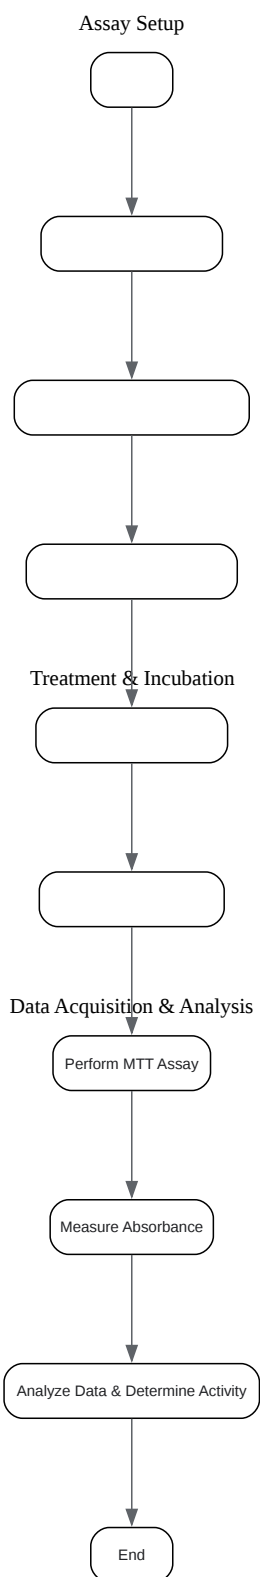 Assay Setup
Treatment & Incubation
Data Acquisition & Analysis
Perform MTT Assay
Measure Absorbance
Analyze Data & Determine Activity
End